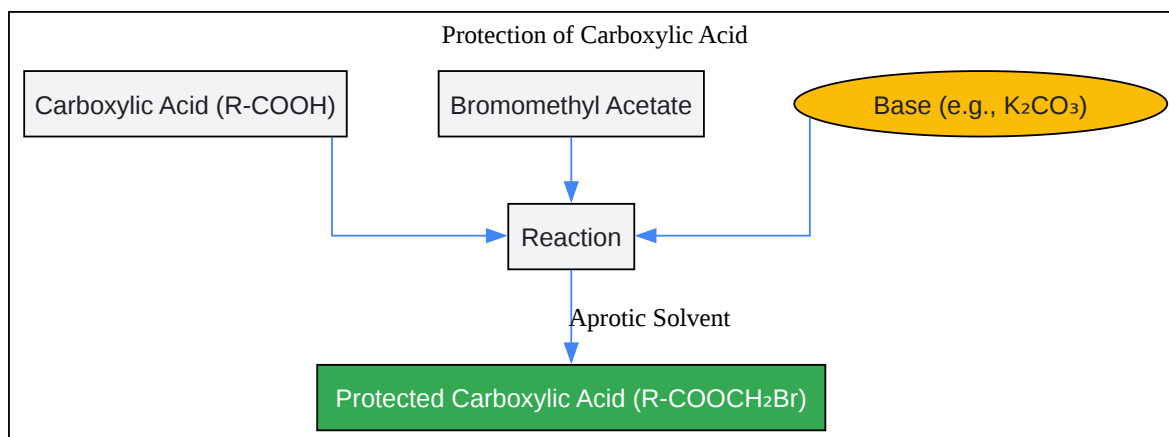 Protection of Carboxylic Acid
Carboxylic Acid (R-COOH)
Bromomethyl Acetate
Base (e.g., K₂CO₃)
Reaction
Aprotic Solvent
Protected Carboxylic Acid (R-COOCH₂Br)